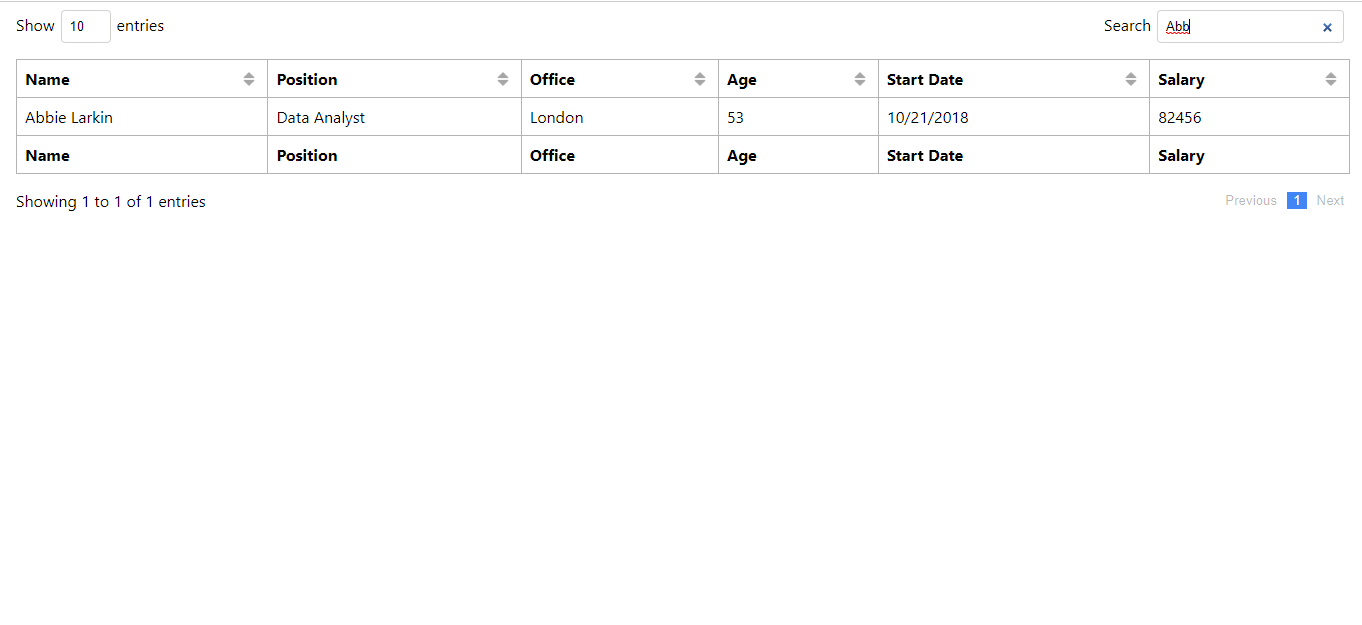 Show 10 entries Search Abb ×
Name Position Office Age Start Date Salary
Abbie Larkin Data Analyst London 53 10/21/2018 82456
Name Position Office Age Start Date Salary
Showing 1 to 1 of 1 entries Previous 1 Next